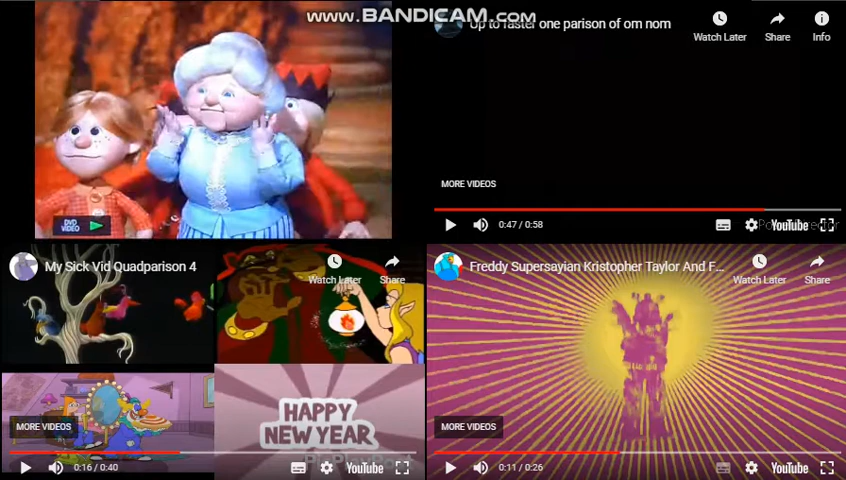 www.BANDICAM.com
Up to faster one parison of om nom
Watch Later
Share
Info
DVD
VIDEO
MORE VIDEOS
0:47 / 0:58
YouTube
My Sick Vid Quadparison 4
Watch Later
Share
Freddy Supersayian Kristopher Taylor And F...
Watch Later
Share
HAPPY
NEW YEAR
MORE VIDEOS
MORE VIDEOS
0:16 / 0:40
YouTube
0:11 / 0:26
YouTube